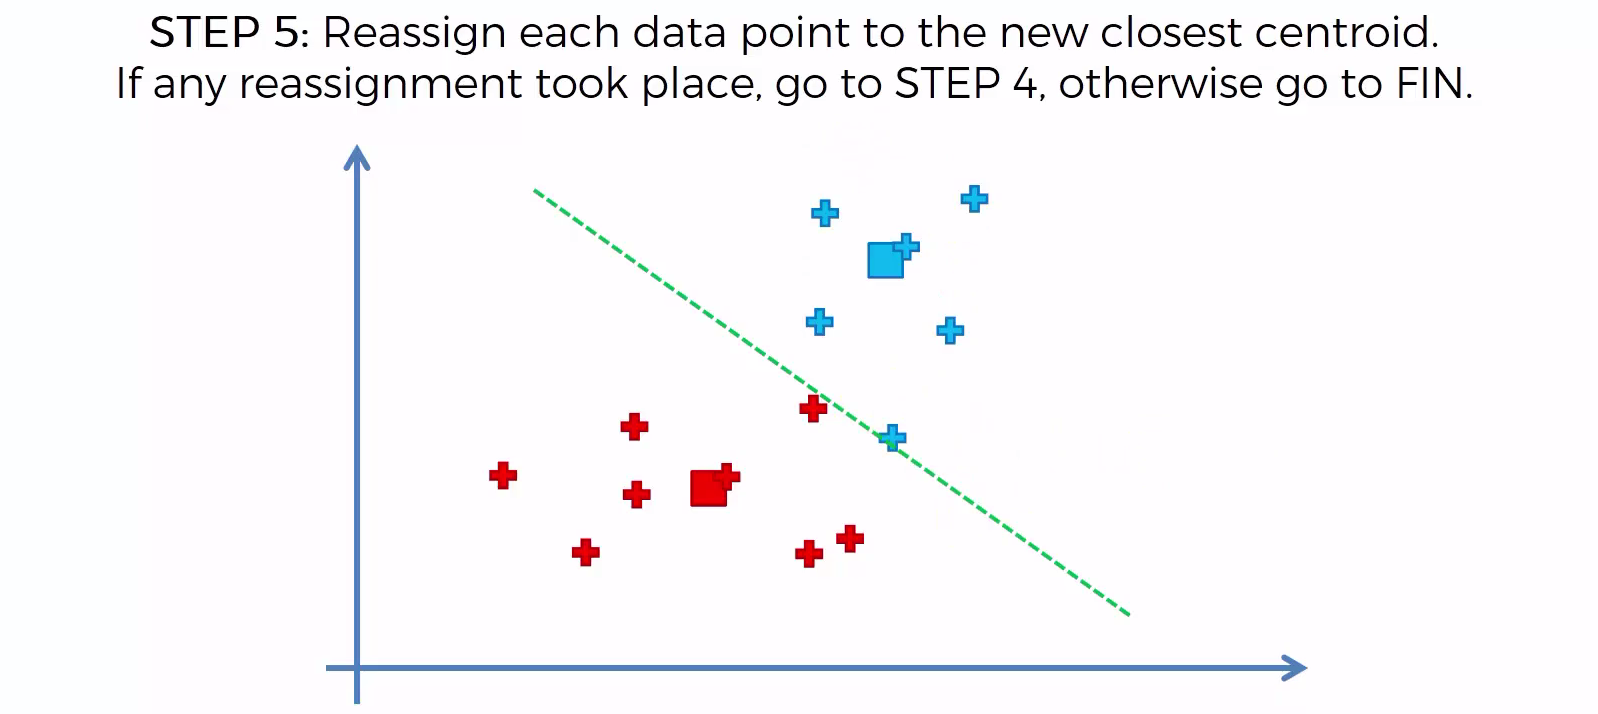 STEP 5: Reassign each data point to the new closest centroid.
If any reassignment took place, go to STEP 4, otherwise go to FIN.